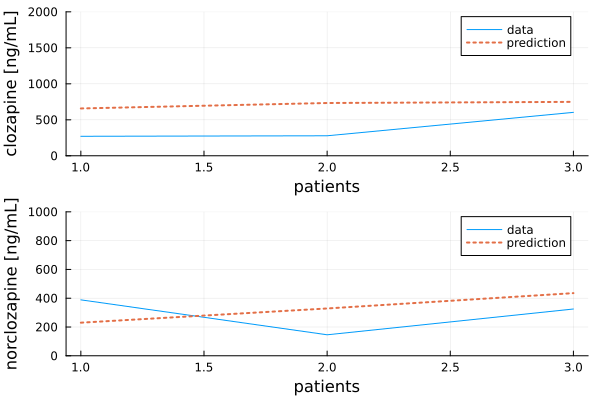 clozapine [ng/mL]
2000
1500
1000
500
0
data
prediction
1.0 1.5 2.0 2.5 3.0
patients
norclozapine [ng/mL]
1000
800
600
400
200
0
data
prediction
1.0 1.5 2.0 2.5 3.0
patients